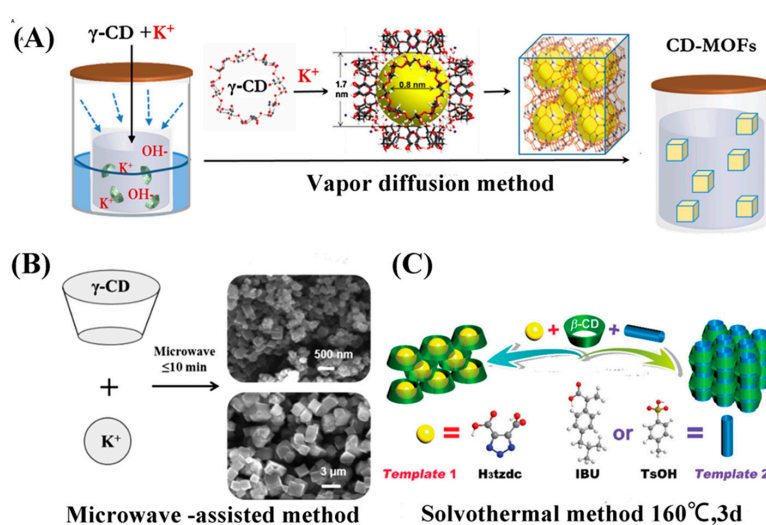 A
(A)
γ-CD +K⁺
γ-CD
K⁺
1.7
nm
0.8 nm
CD-MOFs
OH-
K⁺
K⁺
OH-
Vapor diffusion method
(B)
γ-CD
+
K⁺
Microwave
≤10 min
500 nm
3 μm
Microwave -assisted method
(C)
+ β-CD +
= H₃tzdc IBU or TsOH =
Template 1
Template 2
Solvothermal method 160℃,3d